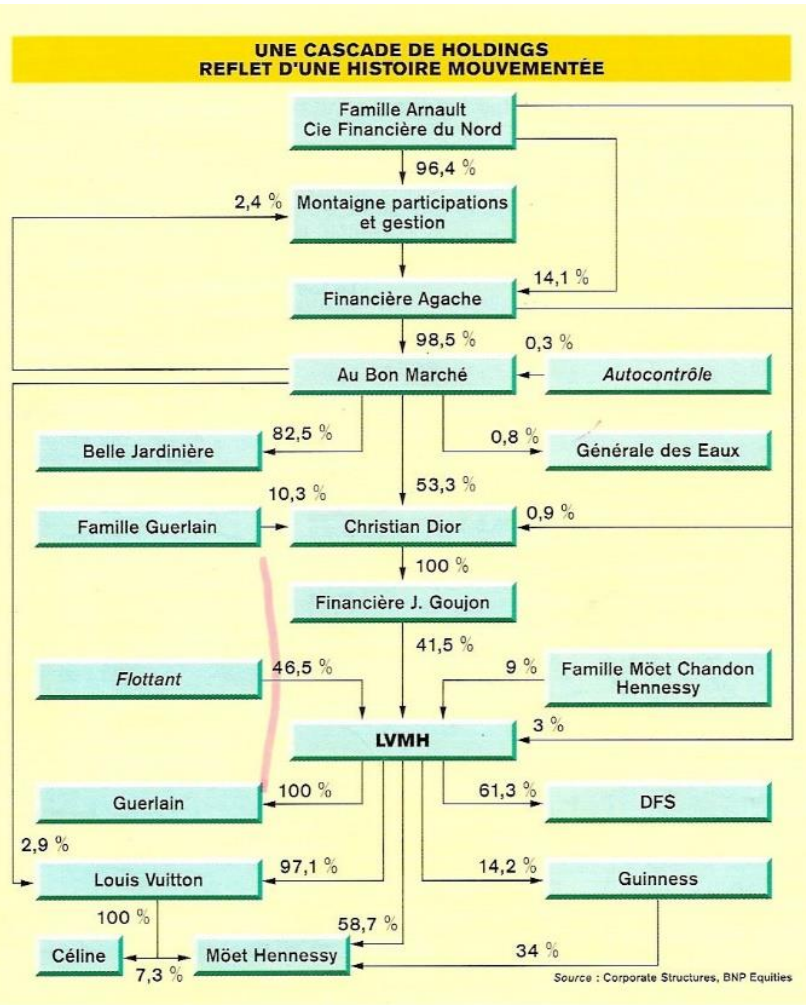 UNE CASCADE DE HOLDINGS
REFLET D'UNE HISTOIRE MOUVEMENTÉE
Famille Arnault
Cie Financière du Nord
96,4 %
2,4 %
Montaigne participations
et gestion
14,1 %
Financière Agache
98,5 %
0,3 %
Au Bon Marché
Autocontrôle
82,5 %
0,8 %
Belle Jardinière
Générale des Eaux
53,3 %
10,3 %
0,9 %
Famille Guerlain
Christian Dior
100 %
Financière J. Goujon
41,5 %
46,5 %
9 %
Flottant
Famille Möet Chandon
Hennessy
3 %
LVMH
100 %
61,3 %
Guerlain
DFS
2,9 %
97,1 %
14,2 %
Louis Vuitton
Guinness
100 %
58,7 %
34 %
Céline
Möet Hennessy
7,3 %
Source : Corporate Structures, BNP Equities